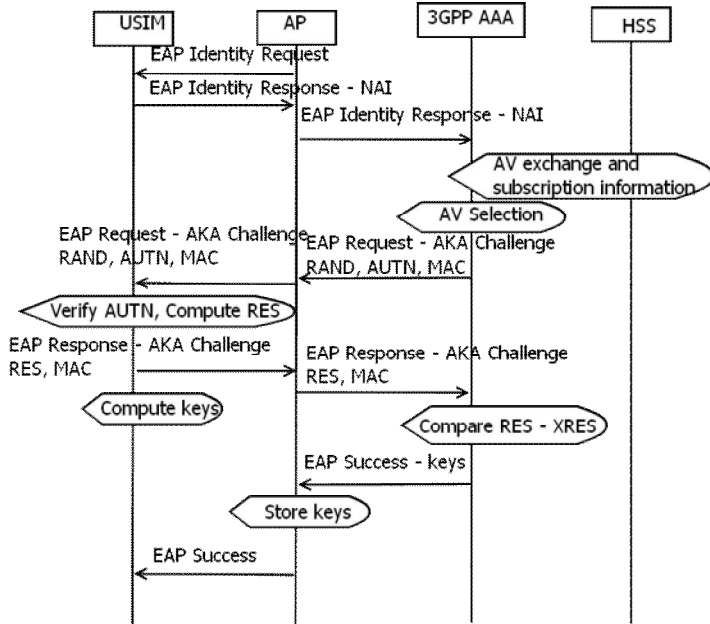 USIM
AP
3GPP AAA
HSS
EAP Identity Request
EAP Identity Response - NAI
EAP Identity Response - NAI
AV exchange and
subscription information
AV Selection
EAP Request - AKA Challenge
RAND, AUTN, MAC
EAP Request - AKA Challenge
RAND, AUTN, MAC
Verify AUTN, Compute RES
EAP Response - AKA Challenge
RES, MAC
EAP Response - AKA Challenge
RES, MAC
Compute keys
Compare RES - XRES
EAP Success - keys
Store keys
EAP Success